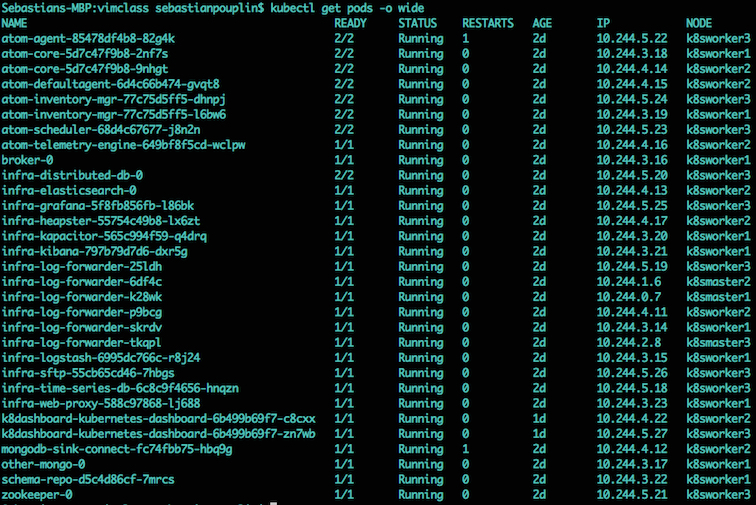 Sebastians-MBP:vimclass sebastianpouplin$ kubectl get pods -o wide
NAME READY STATUS RESTARTS AGE IP NODE
atom-agent-85478df4b8-82g4k 2/2 Running 1 2d 10.244.5.22 k8sworker3
atom-core-5d7c47f9b8-2nf7s 2/2 Running 0 2d 10.244.3.18 k8sworker1
atom-core-5d7c47f9b8-9nhgt 2/2 Running 0 2d 10.244.4.14 k8sworker2
atom-defaultagent-6d4c66b474-gvqt8 2/2 Running 0 2d 10.244.4.15 k8sworker2
atom-inventory-mgr-77c75d5ff5-dhnpj 2/2 Running 0 2d 10.244.5.24 k8sworker3
atom-inventory-mgr-77c75d5ff5-l6bw6 2/2 Running 0 2d 10.244.3.19 k8sworker1
atom-scheduler-68d4c67677-j8n2n 2/2 Running 0 2d 10.244.5.23 k8sworker3
atom-telemetry-engine-649bf8f5cd-wclpw 1/1 Running 0 2d 10.244.4.16 k8sworker2
broker-0 1/1 Running 0 2d 10.244.3.16 k8sworker1
infra-distributed-db-0 2/2 Running 0 2d 10.244.5.20 k8sworker3
infra-elasticsearch-0 1/1 Running 0 2d 10.244.4.13 k8sworker2
infra-grafana-5f8fb856fb-l86bk 1/1 Running 0 2d 10.244.5.25 k8sworker3
infra-heapster-55754c49b8-lx6zt 1/1 Running 0 2d 10.244.4.17 k8sworker2
infra-kapacitor-565c994f59-q4drq 1/1 Running 0 2d 10.244.3.20 k8sworker1
infra-kibana-797b79d7d6-dxr5g 1/1 Running 0 2d 10.244.3.21 k8sworker1
infra-log-forwarder-25ldh 1/1 Running 0 2d 10.244.5.19 k8sworker3
infra-log-forwarder-6df4c 1/1 Running 0 2d 10.244.1.6 k8smaster2
infra-log-forwarder-k28wk 1/1 Running 0 2d 10.244.0.7 k8smaster1
infra-log-forwarder-p9bcg 1/1 Running 0 2d 10.244.4.11 k8sworker2
infra-log-forwarder-skrdv 1/1 Running 0 2d 10.244.3.14 k8sworker1
infra-log-forwarder-tkqpl 1/1 Running 0 2d 10.244.2.8 k8smaster3
infra-logstash-6995dc766c-r8j24 1/1 Running 0 2d 10.244.3.15 k8sworker1
infra-sftp-55cb65cd46-7hbgs 1/1 Running 0 2d 10.244.5.26 k8sworker3
infra-time-series-db-6c8c9f4656-hnqzn 1/1 Running 0 2d 10.244.5.18 k8sworker3
infra-web-proxy-588c97868-lj688 1/1 Running 0 2d 10.244.3.23 k8sworker1
k8dashboard-kubernetes-dashboard-6b499b69f7-c8cxx 1/1 Running 0 1d 10.244.4.22 k8sworker2
k8dashboard-kubernetes-dashboard-6b499b69f7-zn7wb 1/1 Running 0 1d 10.244.5.27 k8sworker3
mongodb-sink-connect-fc74fbb75-hbq9g 1/1 Running 1 2d 10.244.4.12 k8sworker2
other-mongo-0 1/1 Running 0 2d 10.244.3.17 k8sworker1
schema-repo-d5c4d86cf-7mrcs 1/1 Running 0 2d 10.244.3.22 k8sworker1
zookeeper-0 1/1 Running 0 2d 10.244.5.21 k8sworker3